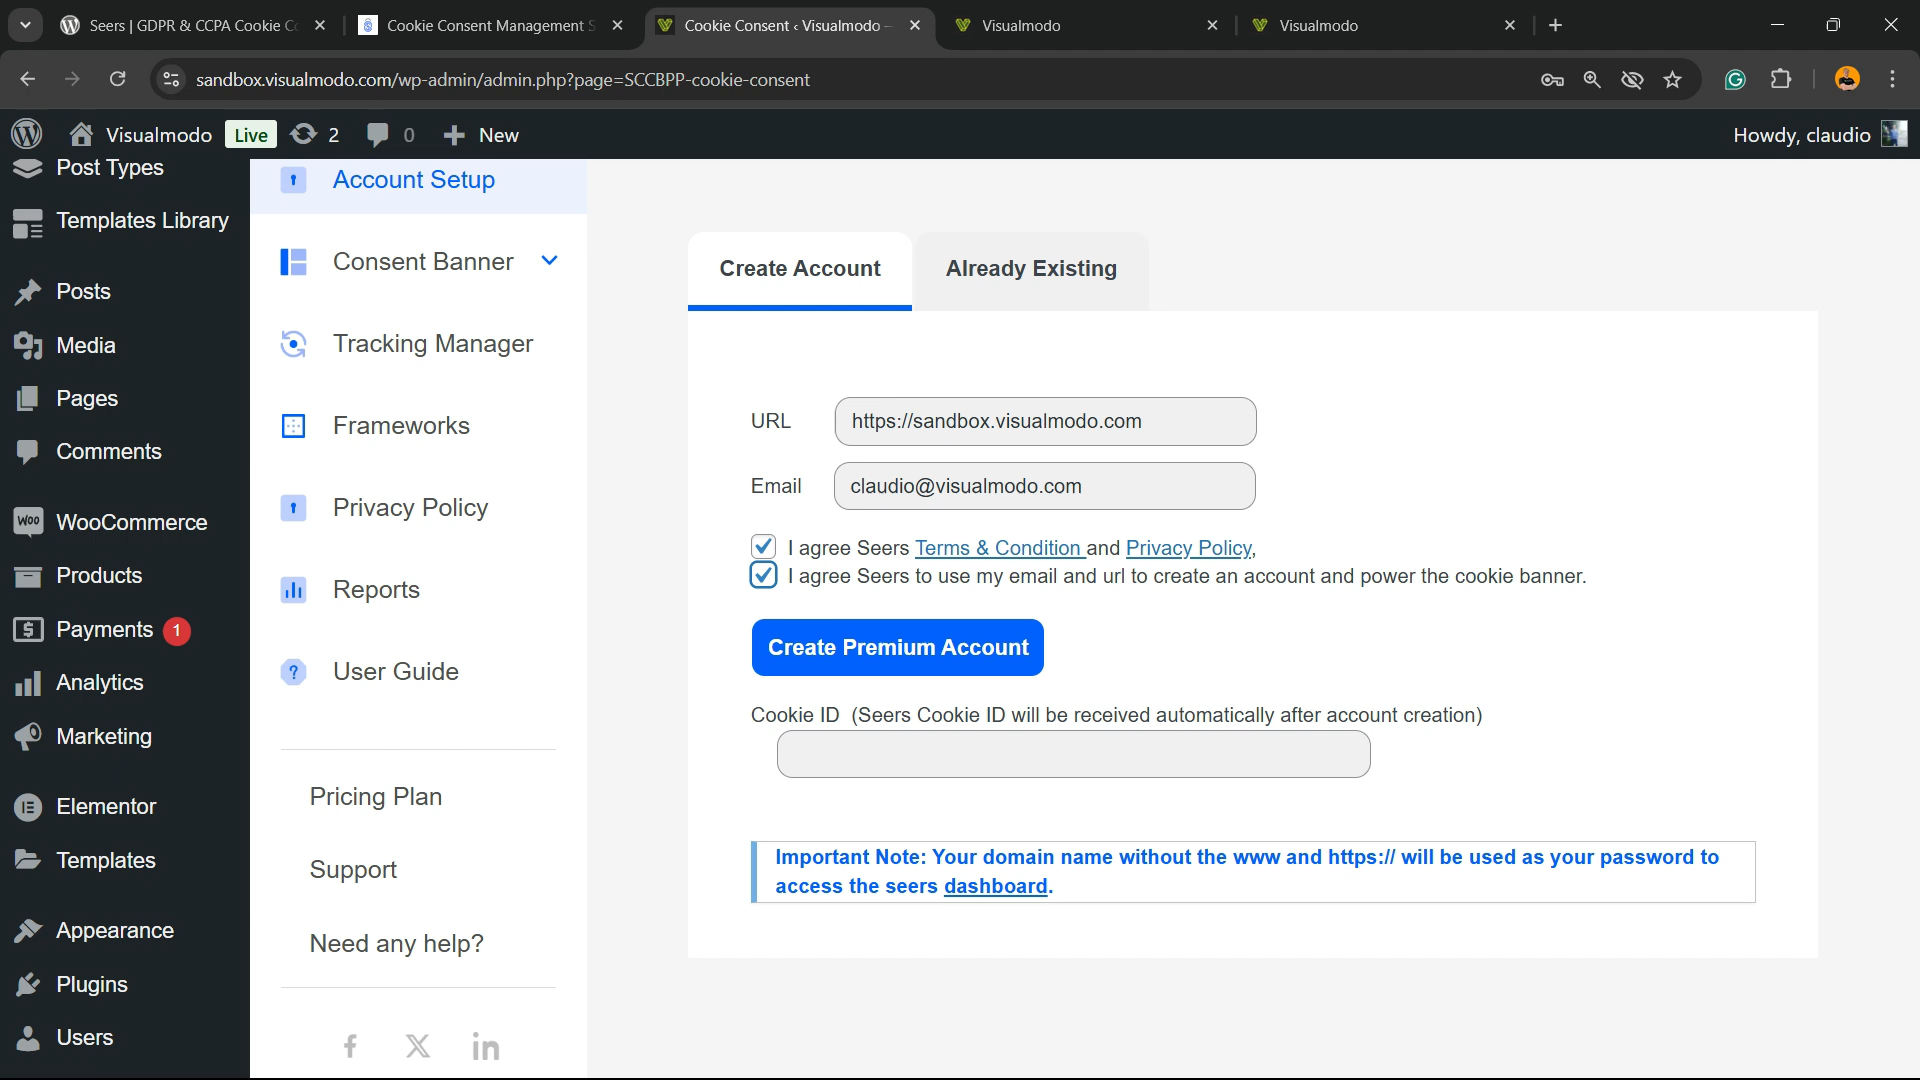 Seers | GDPR & CCPA Cookie Co
Cookie Consent Management S
Cookie Consent ‹ Visualmodo –
Visualmodo
Visualmodo
sandbox.visualmodo.com/wp-admin/admin.php?page=SCCBPP-cookie-consent
Visualmodo
Live
2
0
New
Howdy, claudio
Post Types
Templates Library
Posts
Media
Pages
Comments
Woo WooCommerce
Products
Payments 1
Analytics
Marketing
Elementor
Templates
Appearance
Plugins
Users
Account Setup
Consent Banner
Tracking Manager
Frameworks
Privacy Policy
Reports
User Guide
Pricing Plan
Support
Need any help?
Create Account
Already Existing
URL https://sandbox.visualmodo.com
Email claudio@visualmodo.com
I agree Seers Terms & Condition and Privacy Policy,
I agree Seers to use my email and url to create an account and power the cookie banner.
Create Premium Account
Cookie ID (Seers Cookie ID will be received automatically after account creation)
Important Note: Your domain name without the www and https:// will be used as your password to
access the seers dashboard.